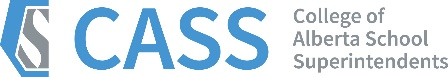 CASS
College of
Alberta School
Superintendents